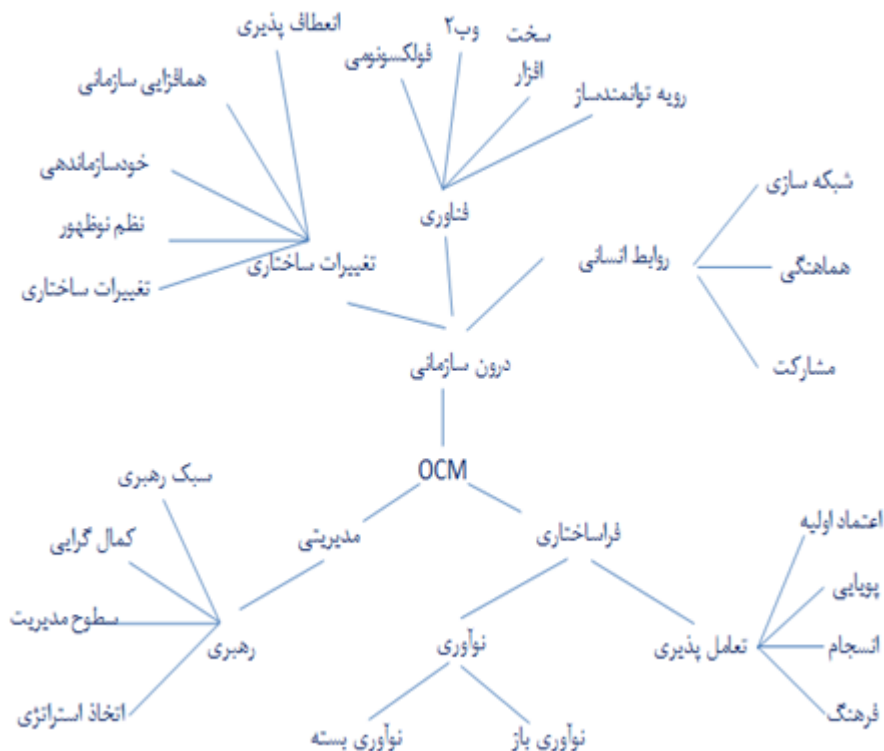 انعطاف پذیری
همافزایی سازمانی
خودسازماندهی
نظم نوظهور
تغییرات ساختاری
تغییرات ساختاری
فولکسونومی
وب۲
سخت
افزار
رویه توانمندساز
فناوری
شبکه سازی
هماهنگی
مشارکت
روابط انسانی
درون سازمانی
OCM
سبک رهبری
کمال گرایی
سطوح مدیریت
اتخاذ استراتژی
رهبری
مدیریتی
فراساختاری
نوآوری
نوآوری بسته
نوآوری باز
تعامل پذیری
اعتماد اولیه
پویایی
انسجام
فرهنگ